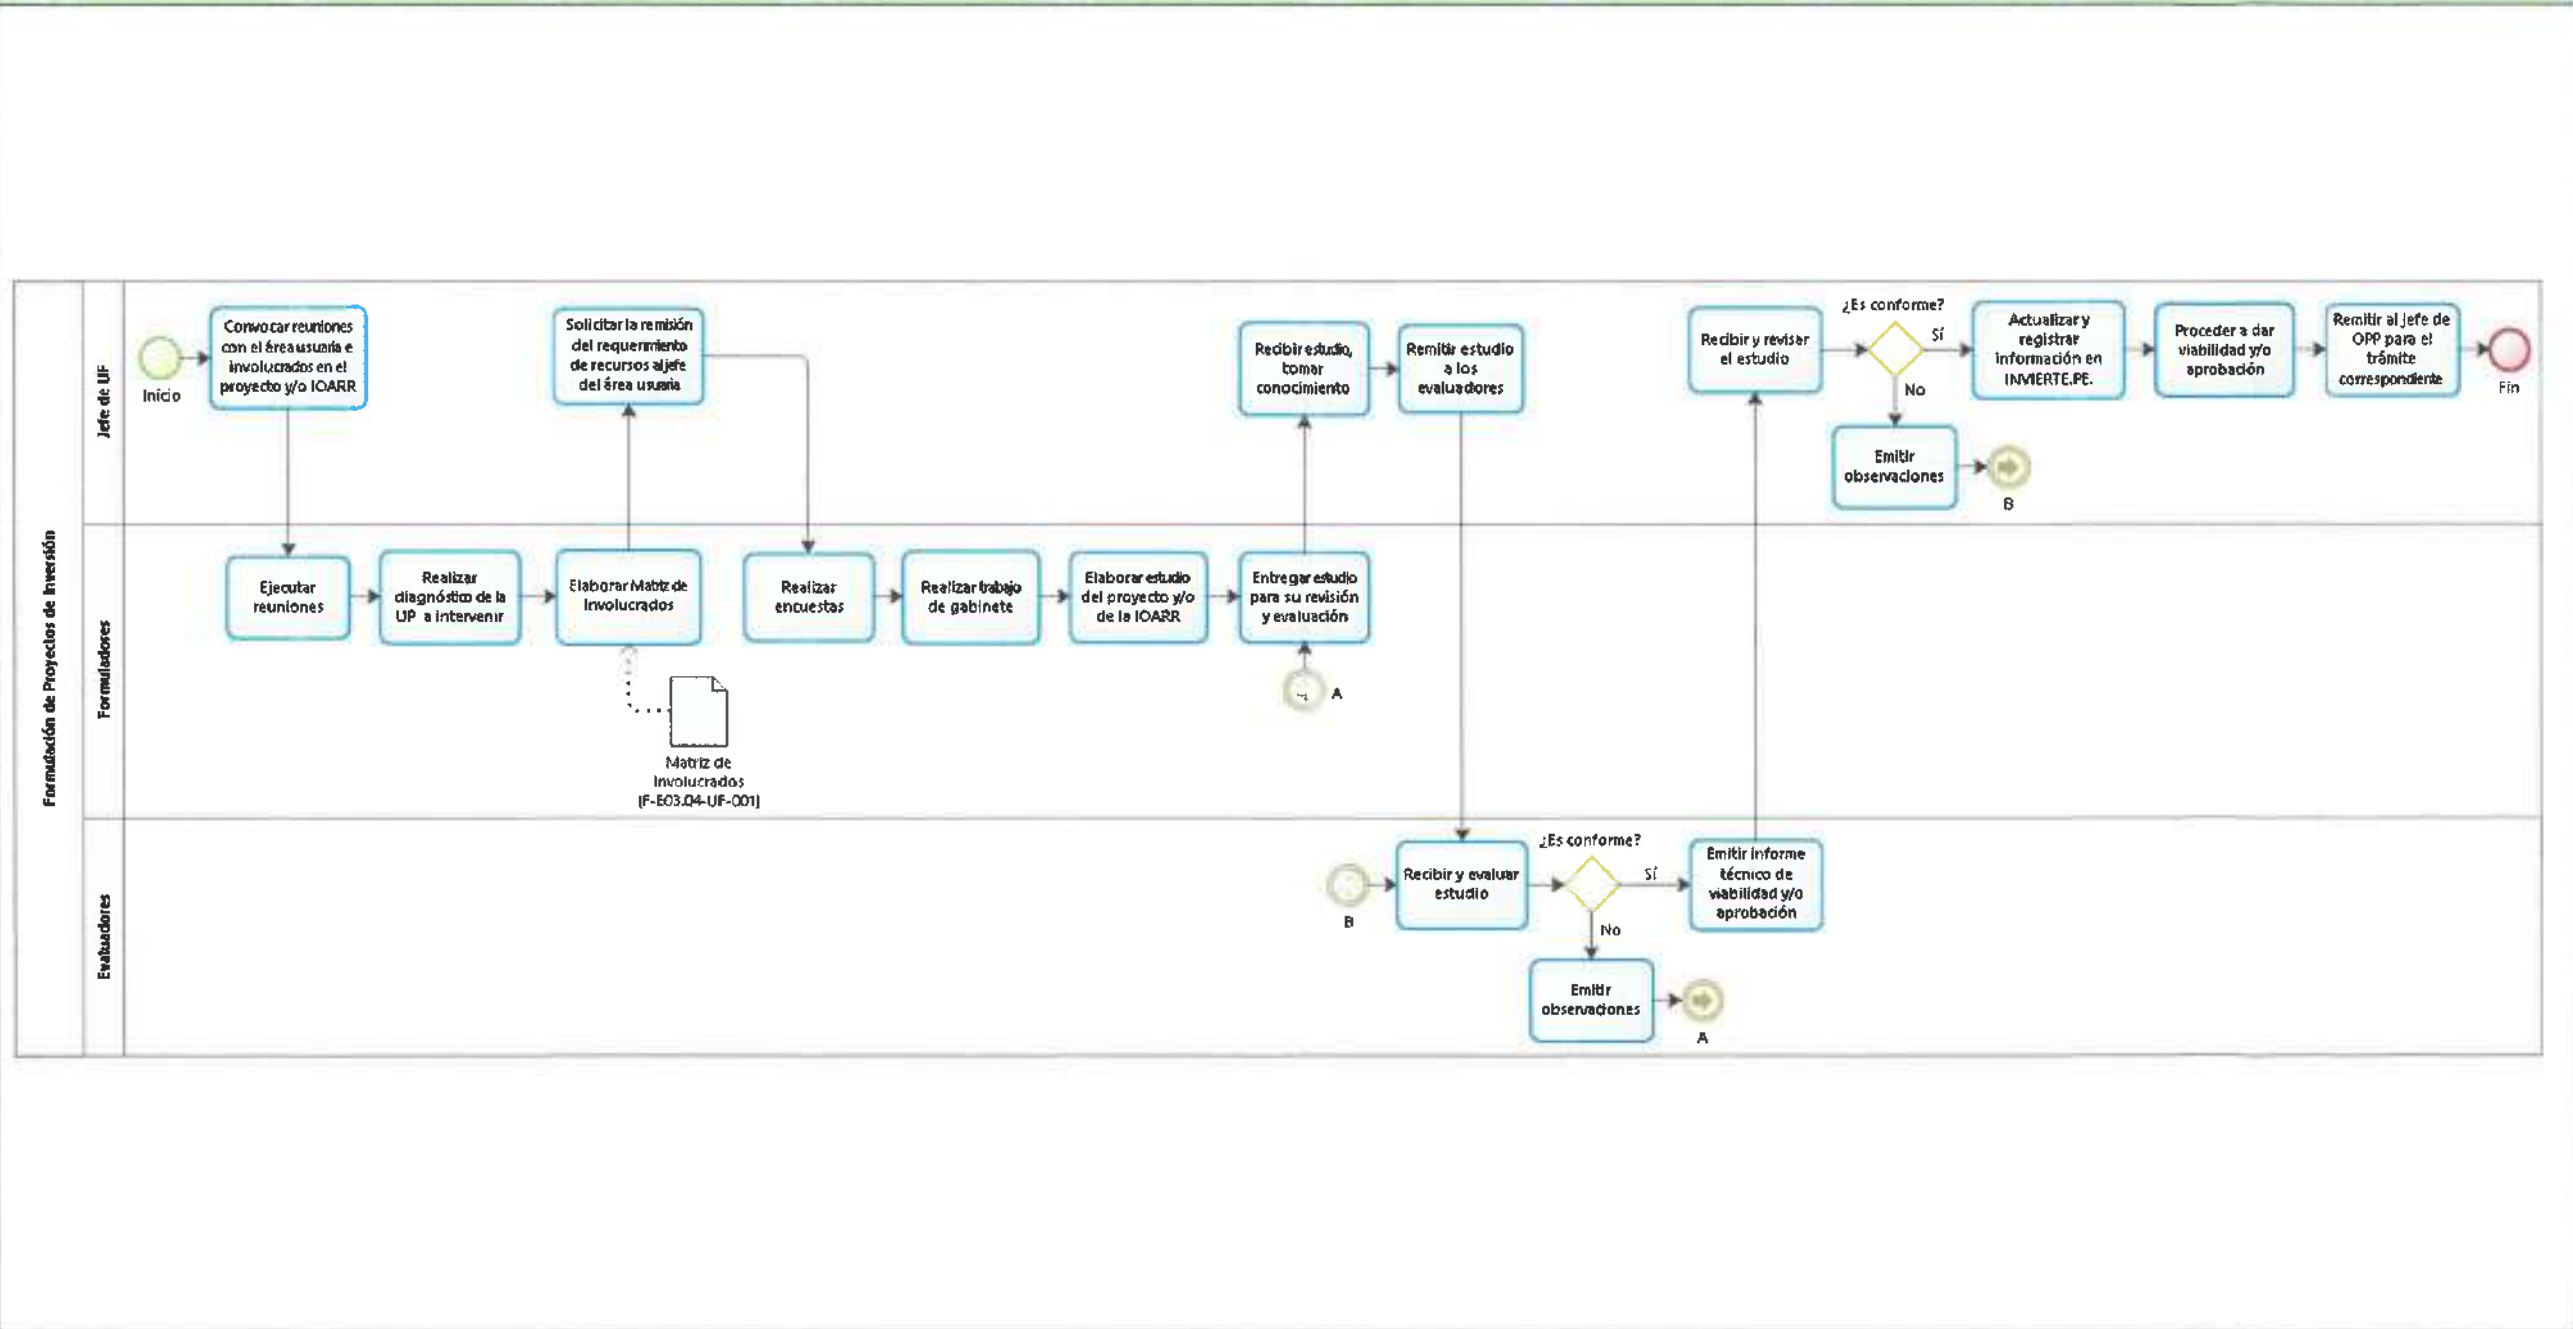 Formulación de Proyectos de Inversión
Jefe de UF
Inicio
Convocar reuniones
con el área usuaria e
involucrados en el
proyecto y/o IOARR
Solicitar la remisión
del requerimiento
de recursos al jefe
del área usuaria
Recibir estudio,
tomar
conocimiento
Remitir estudio
a los
evaluadores
Recibir y revisar
el estudio
¿Es conforme?
Sí
No
Actualizar y
registrar
información en
INVIERTE.PE.
Proceder a dar
viabilidad y/o
aprobación
Remitir al jefe de
OPP para el
trámite
correspondiente
Fin
Emitir
observaciones
B
Formuladores
Ejecutar
reuniones
Realizar
diagnóstico de la
UP a intervenir
Elaborar Matriz de
Involucrados
Realizar
encuestas
Realizar trabajo
de gabinete
Elaborar estudio
del proyecto y/o
de la IOARR
Entregar estudio
para su revisión
y evaluación
A
Matriz de
Involucrados
(F-E03.04-UF-001)
Evaluadores
B
Recibir y evaluar
estudio
¿Es conforme?
Sí
No
Emitir informe
técnico de
viabilidad y/o
aprobación
Emitir
observaciones
A